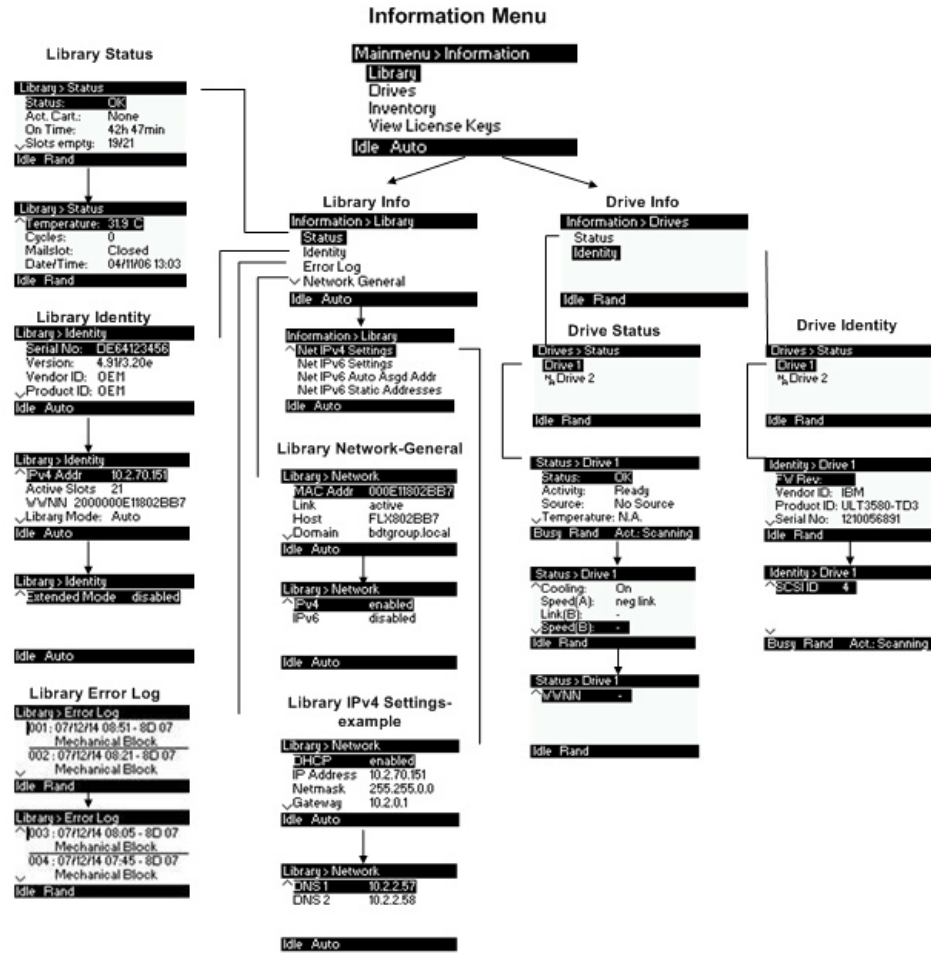 Information Menu
Mainmenu > Information
Library
Drives
Inventory
View License Keys
Idle Auto
Library Status
Library > Status
Status: OK
Act. Cart.: None
On Time: 42h 47min
Slots empty: 19/21
Idle Rand
Library > Status
Temperature: 31.9 C
Cycles: 0
Mailslot: Closed
Date/Time: 04/11/06 13:03
Idle Rand
Library Identity
Library > Identity
Serial No: DE64123456
Version: 4.91/3.20e
Vendor ID: OEM
Product ID: OEM
Idle Auto
Library > Identity
IPv4 Addr 10.2.70.151
Active Slots 21
WWNN 2000000E11802BB7
Library Mode: Auto
Idle Auto
Library > Identity
Extended Mode disabled
Idle Auto
Library Error Log
Library > Error Log
001 : 07/12/14 08:51 - 8D 07
Mechanical Block
002 : 07/12/14 08:21 - 8D 07
Mechanical Block
Idle Rand
Library > Error Log
003 : 07/12/14 08:05 - 8D 07
Mechanical Block
004 : 07/12/14 07:45 - 8D 07
Mechanical Block
Idle Rand
Library Info
Information > Library
Status
Identity
Error Log
Network General
Idle Auto
Information > Library
Net IPv4 Settings
Net IPv6 Settings
Net IPv6 Auto Asgd Addr
Net IPv6 Static Addresses
Idle Auto
Library Network-General
Library > Network
MAC Addr 000E11802BB7
Link active
Host FLX802BB7
Domain bdtgroup.local
Idle Auto
Library > Network
IPv4 enabled
IPv6 disabled
Idle Auto
Library IPv4 Settings-
example
Library > Network
DHCP enabled
IP Address 10.2.70.151
Netmask 255.255.0.0
Gateway 10.2.0.1
Idle Auto
Library > Network
DNS 1 10.2.2.57
DNS 2 10.2.2.58
Idle Auto
Drive Info
Information > Drives
Status
Identity
Idle Rand
Drive Status
Drives > Status
Drive 1
NA Drive 2
Idle Rand
Status > Drive 1
Status: OK
Activity: Ready
Source: No Source
Temperature: N.A.
Busy Rand Act.: Scanning
Status > Drive 1
Cooling: On
Speed(A): neg link
Link(B): -
Speed(B): -
Idle Rand
Status > Drive 1
WWNN -
Idle Rand
Drive Identity
Drives > Status
Drive 1
NA Drive 2
Idle Rand
Identity > Drive 1
FW Rev:
Vendor ID: IBM
Product ID: ULT3580-TD3
Serial No: 1210056891
Idle Rand
Identity > Drive 1
SCSI ID 4
Busy Rand Act.: Scanning